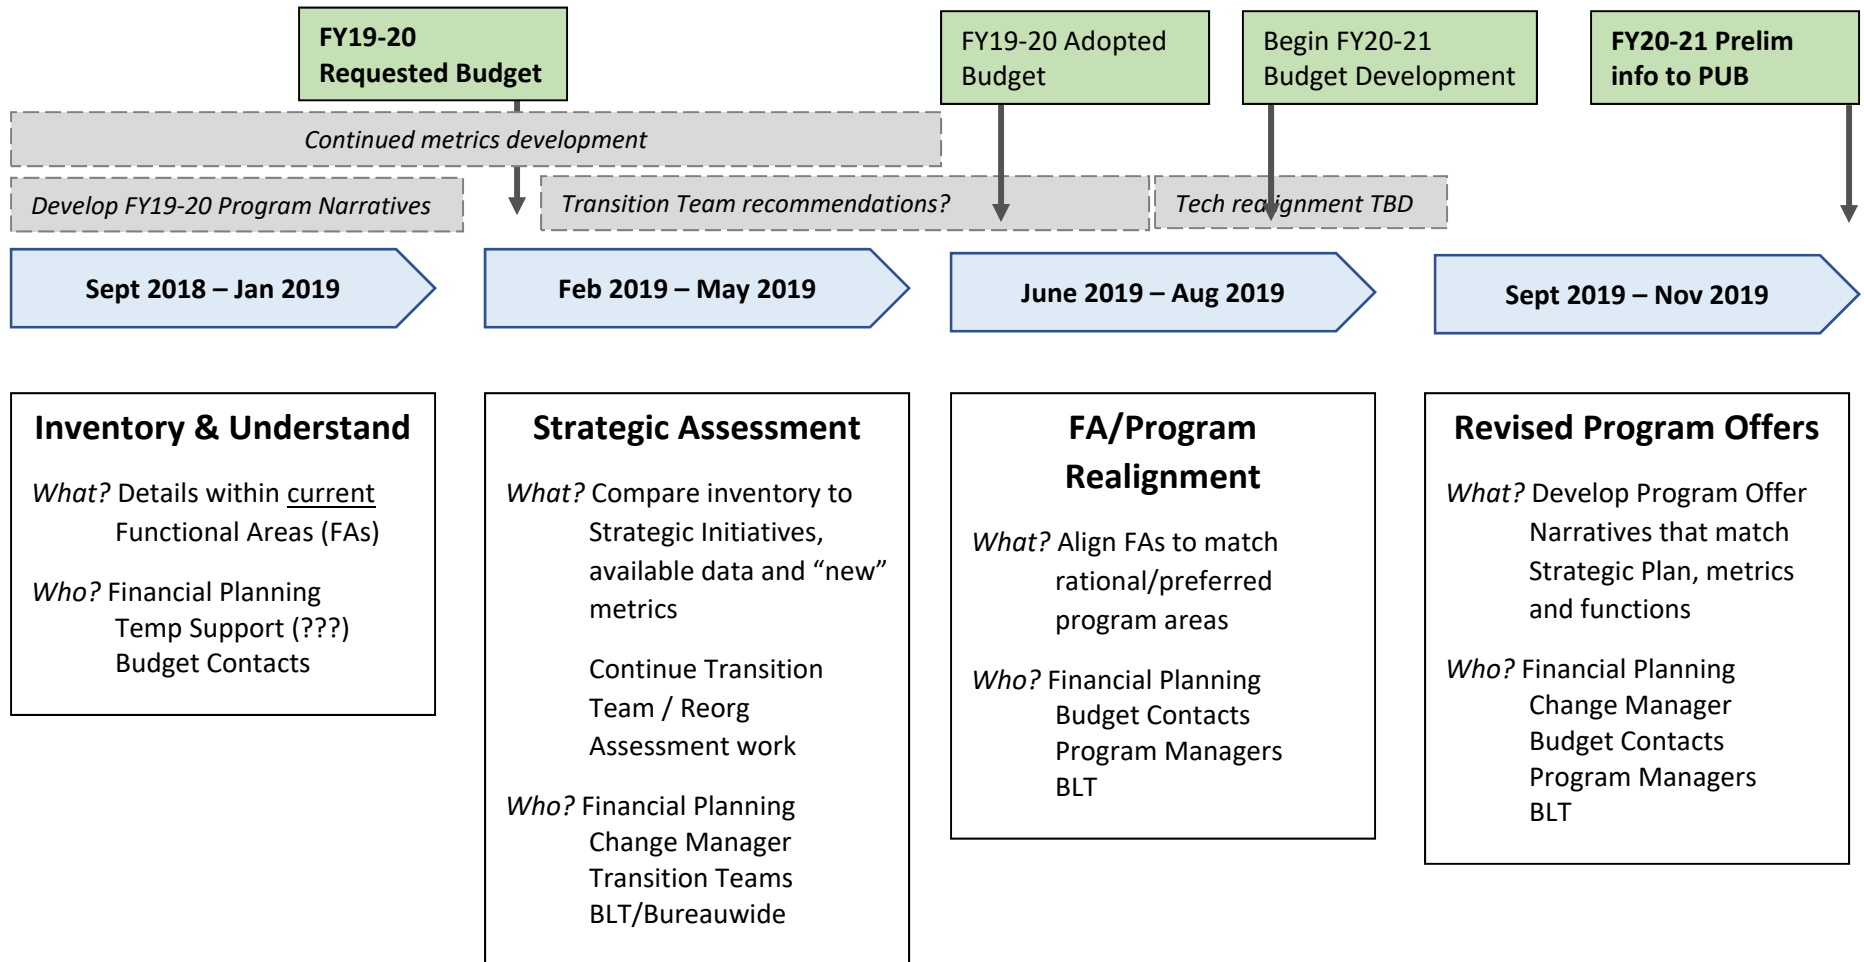 FY19-20
Requested Budget
FY19-20 Adopted
Budget
Begin FY20-21
Budget Development
FY20-21 Prelim
info to PUB
Continued metrics development
Develop FY19-20 Program Narratives
Transition Team recommendations?
Tech realignment TBD
Sept 2018 – Jan 2019
Feb 2019 – May 2019
June 2019 – Aug 2019
Sept 2019 – Nov 2019
Inventory & Understand
What? Details within current
Functional Areas (FAs)
Who? Financial Planning
Temp Support (???)
Budget Contacts
Strategic Assessment
What? Compare inventory to
Strategic Initiatives,
available data and “new”
metrics
Continue Transition
Team / Reorg
Assessment work
Who? Financial Planning
Change Manager
Transition Teams
BLT/Bureauwide
FA/Program
Realignment
What? Align FAs to match
rational/preferred
program areas
Who? Financial Planning
Budget Contacts
Program Managers
BLT
Revised Program Offers
What? Develop Program Offer
Narratives that match
Strategic Plan, metrics
and functions
Who? Financial Planning
Change Manager
Budget Contacts
Program Managers
BLT